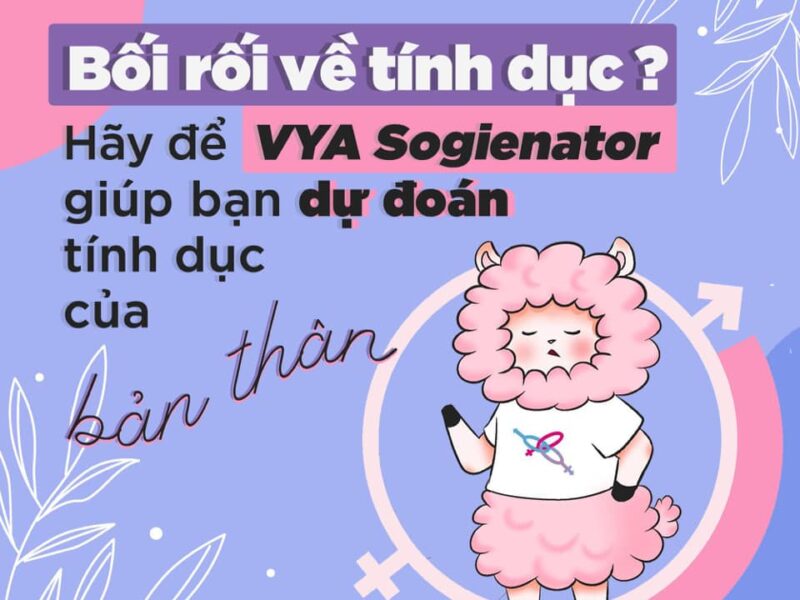 Bối rối về tính dục ?
Hãy để VYA Sogienator
giúp bạn dự đoán
tính dục
của
bản thân